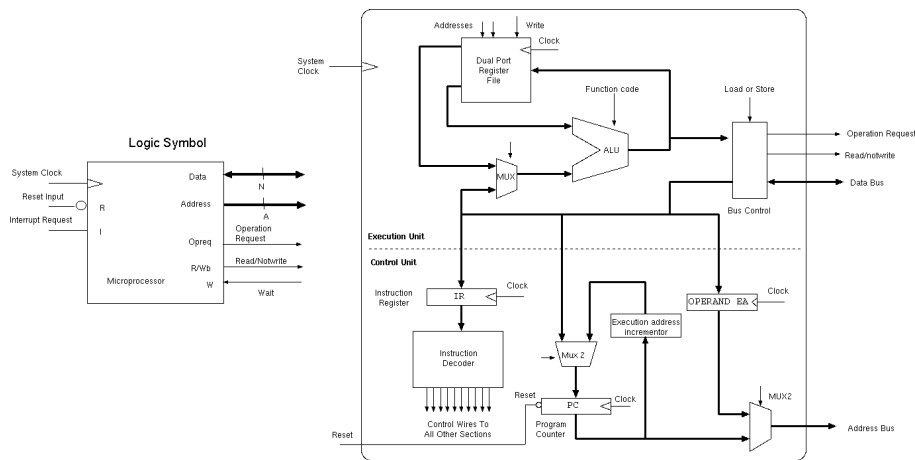 Logic Symbol
System Clock
Reset Input
Interrupt Request
R
I
Data
N
Address
A
Opreq
Operation
Request
R/Wb
Read/Notwrite
W
Wait
Microprocessor
System
Clock
Addresses
Write
Clock
Dual Port
Register
File
Function code
ALU
MUX
Load or Store
Operation Request
Read/notwrite
Data Bus
Bus Control
Execution Unit
Control Unit
Instruction
Register
IR
Clock
Instruction
Decoder
Control Wires To
All Other Sections
Mux 2
Execution address
incrementor
OPERAND EA
Clock
Reset
PC
Clock
Program
Counter
Reset
MUX2
Address Bus